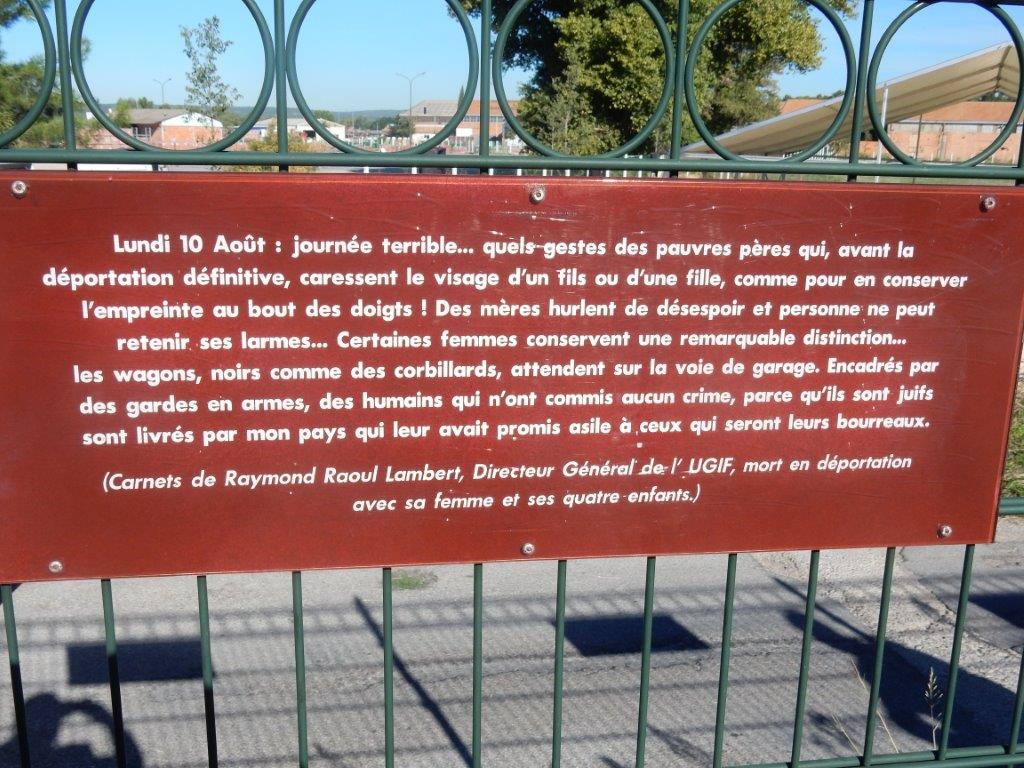 Lundi 10 Août : journée terrible... quels gestes des pauvres pères qui, avant la
déportation définitive, caressent le visage d'un fils ou d'une fille, comme pour en conserver
l'empreinte au bout des doigts ! Des mères hurlent de désespoir et personne ne peut
retenir ses larmes... Certaines femmes conservent une remarquable distinction...
les wagons, noirs comme des corbillards, attendent sur la voie de garage. Encadrés par
des gardes en armes, des humains qui n'ont commis aucun crime, parce qu'ils sont juifs
sont livrés par mon pays qui leur avait promis asile à ceux qui seront leurs bourreaux.
(Carnets de Raymond Raoul Lambert, Directeur Général de l' UGIF, mort en déportation
avec sa femme et ses quatre enfants.)